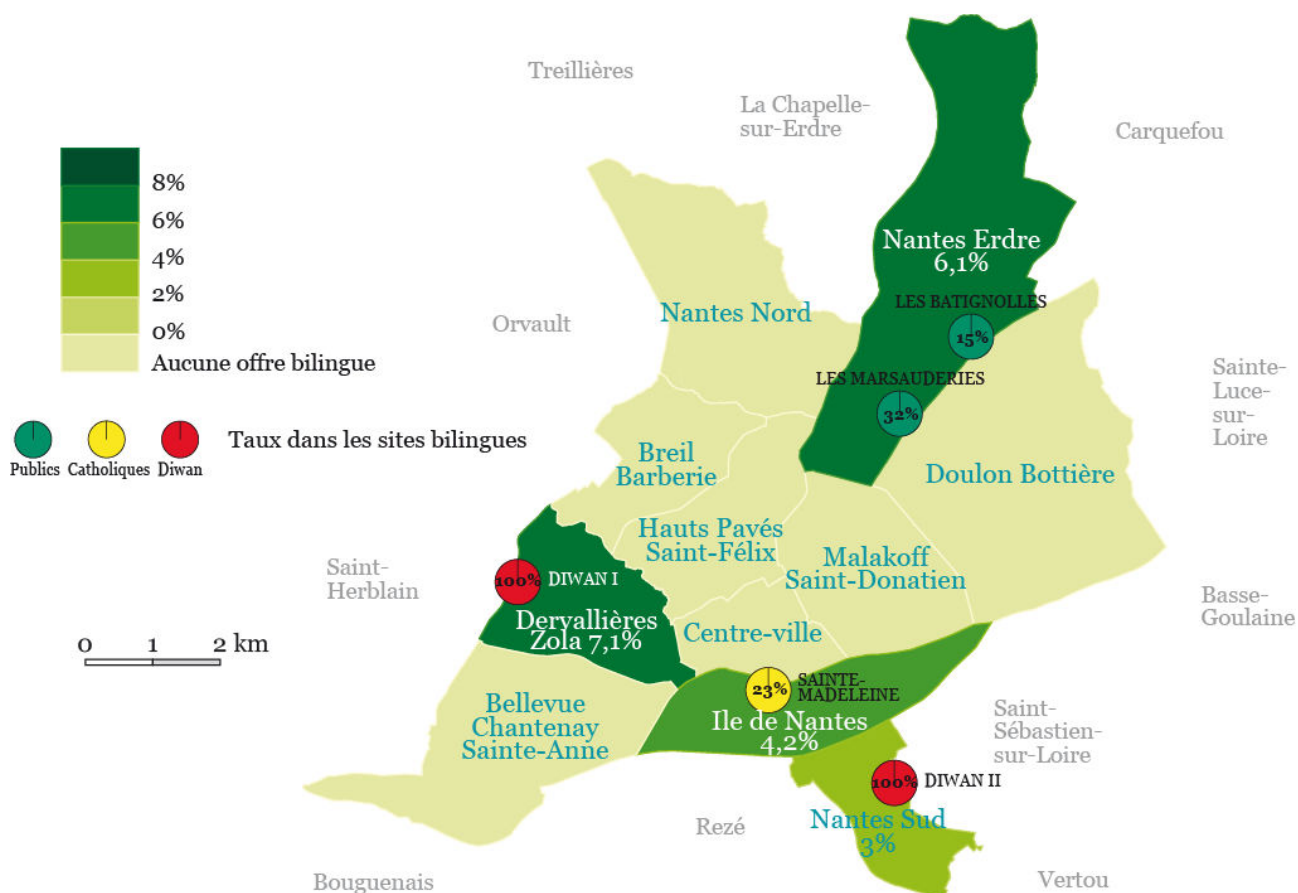 Treillières
La Chapelle-
sur-Erdre
Carquefou
8%
6%
4%
2%
0%
Aucune offre bilingue
Publics
Catholiques
Diwan
Taux dans les sites bilingues
0 1 2 km
Nantes Erdre
6,1%
LES BATIGNOLLES
15%
Nantes Nord
Orvault
LES MARSAUDERIES
32%
Sainte-
Luce-
sur-
Loire
Breil
Barberie
Doulon Bottière
Hauts Pavés
Saint-Félix
Malakoff
Saint-Donatien
Saint-
Herblain
100%
DIWAN I
Dervallières
Zola 7,1%
Centre-ville
Basse-
Goulaine
23%
SAINTE-
MADELEINE
Ile de Nantes
4,2%
Bellevue
Chantenay
Sainte-Anne
Saint-
Sébastien-
sur-Loire
100%
DIWAN II
Nantes Sud
3%
Rezé
Bouguenais
Vertou